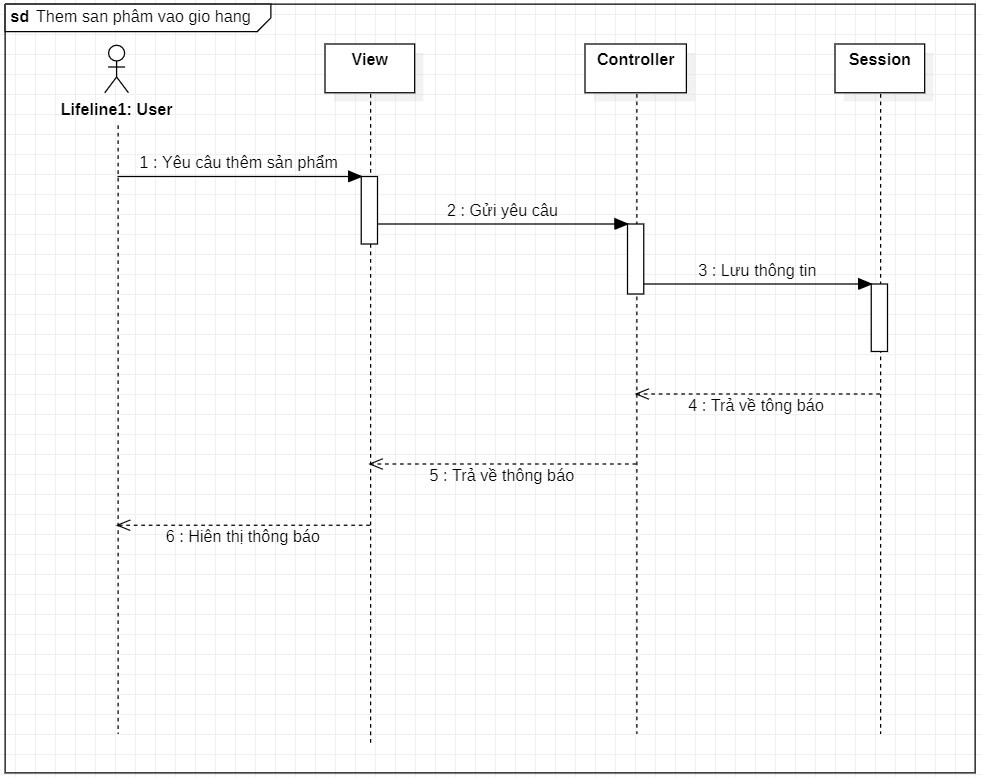 sd Them san phâm vao gio hang
View
Controller
Session
Lifeline1: User
1 : Yêu câu thêm sản phẩm
2 : Gửi yêu câu
3 : Lưu thông tin
4 : Trả về tông báo
5 : Trả về thông báo
6 : Hiên thị thông báo